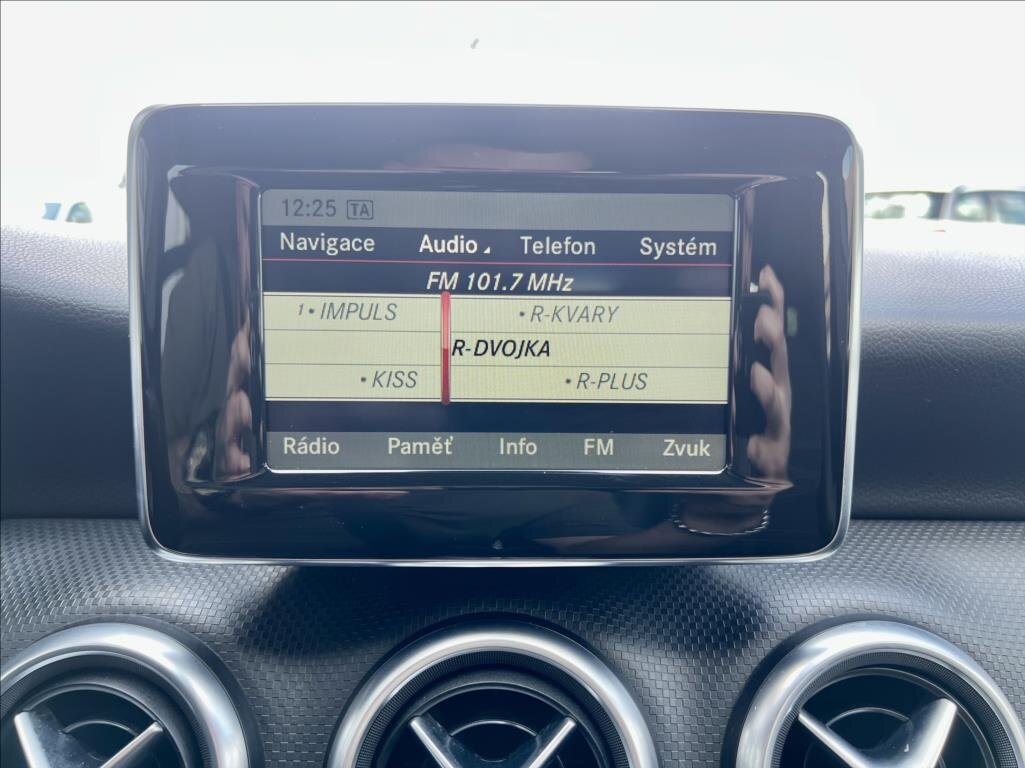 12:25 TA
Navigace Audio Telefon Systém
FM 101.7 MHz
1 • IMPULS • R-KVARY
R-DVOJKA
• KISS • R-PLUS
Rádio Paměť Info FM Zvuk